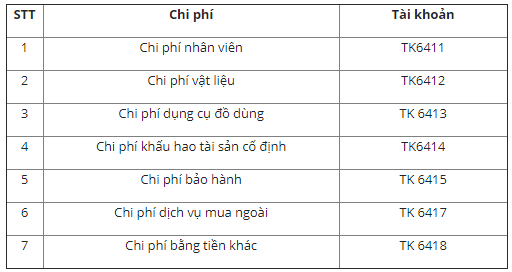 STT Chi phí Tài khoản
1 Chi phí nhân viên TK6411
2 Chi phí vật liệu TK6412
3 Chi phí dụng cụ đồ dùng TK 6413
4 Chi phí khấu hao tài sản cố định TK6414
5 Chi phí bảo hành TK 6415
6 Chi phí dịch vụ mua ngoài TK 6417
7 Chi phí bằng tiền khác TK 6418